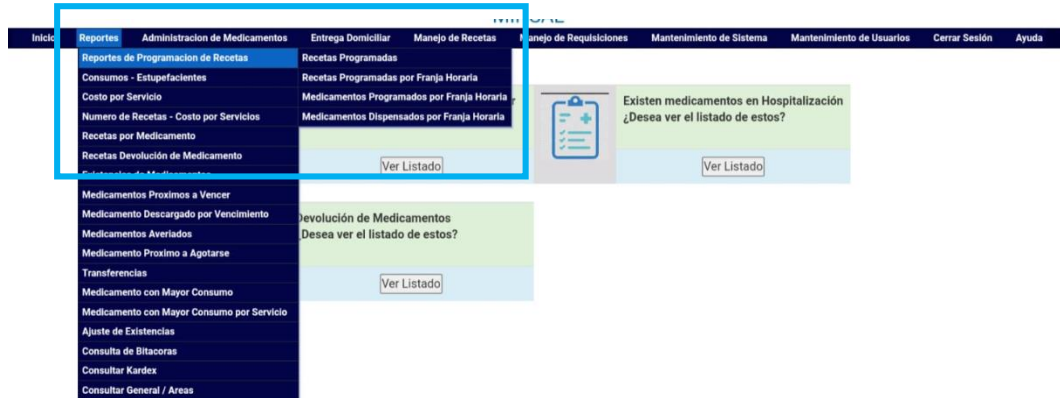 Inicio Reportes Administracion de Medicamentos Entrega Domiciliar Manejo de Recetas Manejo de Requisiciones Mantenimiento de Sistema Mantenimiento de Usuarios Cerrar Sesión Ayuda
Reportes de Programacion de Recetas
Consumos - Estupefacientes
Costo por Servicio
Numero de Recetas - Costo por Servicios
Recetas por Medicamento
Recetas Devolución de Medicamento
Existencias de Medicamentos
Medicamentos Proximos a Vencer
Medicamento Descargado por Vencimiento
Medicamentos Averiados
Medicamento Proximo a Agotarse
Transferencias
Medicamento con Mayor Consumo
Medicamento con Mayor Consumo por Servicio
Ajuste de Existencias
Consulta de Bitacoras
Consultar Kardex
Consultar General / Areas
Recetas Programadas
Recetas Programadas por Franja Horaria
Medicamentos Programados por Franja Horaria
Medicamentos Dispensados por Franja Horaria
Ver Listado
Existen medicamentos en Hospitalización
¿Desea ver el listado de estos?
Ver Listado
Devolución de Medicamentos
Desea ver el listado de estos?
Ver Listado